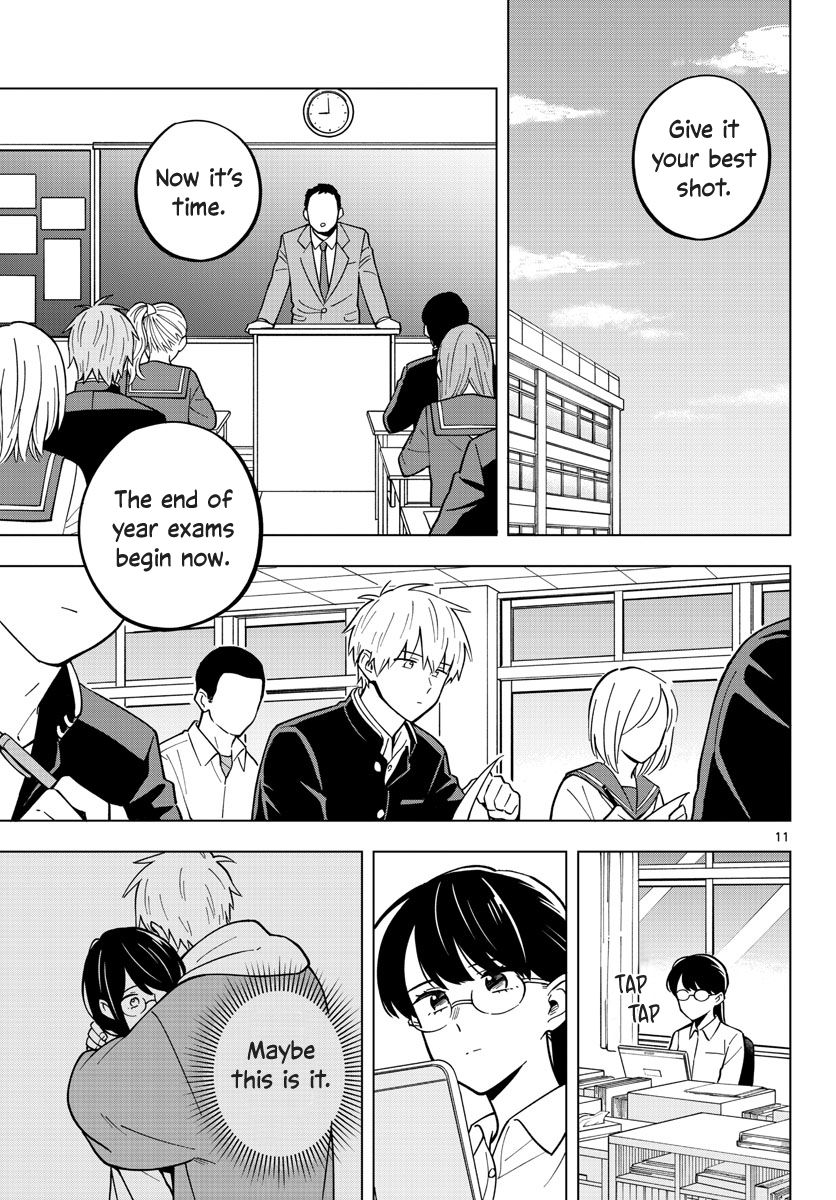 Give it
your best
shot.
Now it's
time.
The end of
year exams
begin now.
11
TAP
TAP
Maybe
this is it.